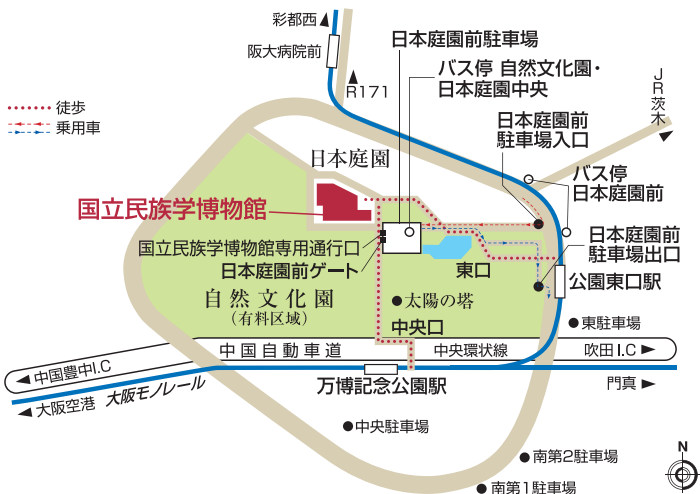 彩都西
阪大病院前
日本庭園前駐車場
バス停 自然文化園・
日本庭園中央
R171
JR茨木
徒歩
乗用車
日本庭園前
駐車場入口
日本庭園
バス停
日本庭園前
国立民族学博物館
国立民族学博物館専用通行口
日本庭園前ゲート
日本庭園前
駐車場出口
東口
公園東口駅
自然文化園
(有料区域)
太陽の塔
中央口
東駐車場
中国自動車道
中央環状線
吹田I.C
中国豊中I.C
大阪空港
大阪モノレール
万博記念公園駅
門真
中央駐車場
南第2駐車場
南第1駐車場
N